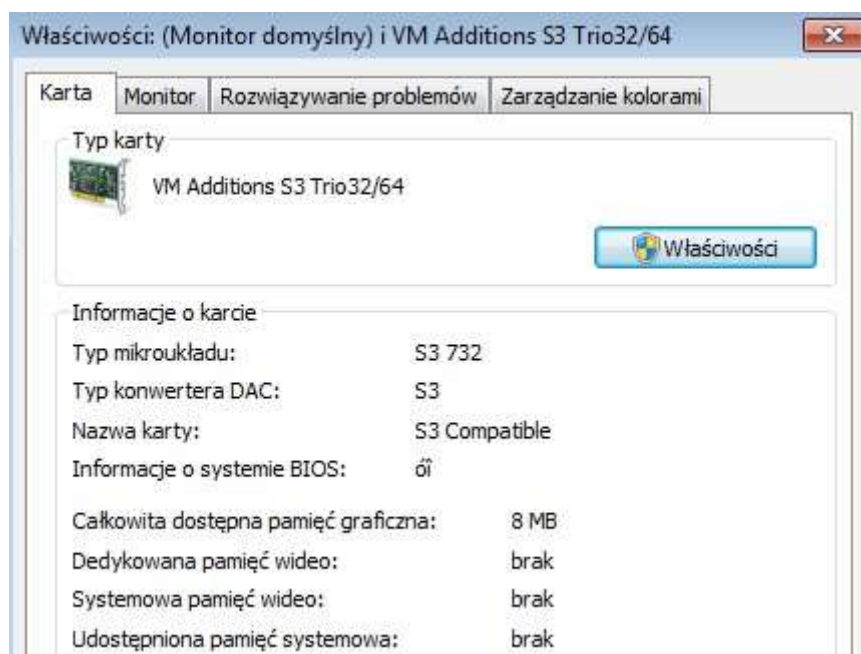 Właściwości: (Monitor domyślny) i VM Additions S3 Trio32/64
Karta Monitor Rozwiązywanie problemów Zarządzanie kolorami
Typ karty
VM Additions S3 Trio32/64
Właściwości
Informacje o karcie
Typ mikroukładu: S3 732
Typ konwertera DAC: S3
Nazwa karty: S3 Compatible
Informacje o systemie BIOS: óî
Całkowita dostępna pamięć graficzna: 8 MB
Dedykowana pamięć wideo: brak
Systemowa pamięć wideo: brak
Udostępniona pamięć systemowa: brak